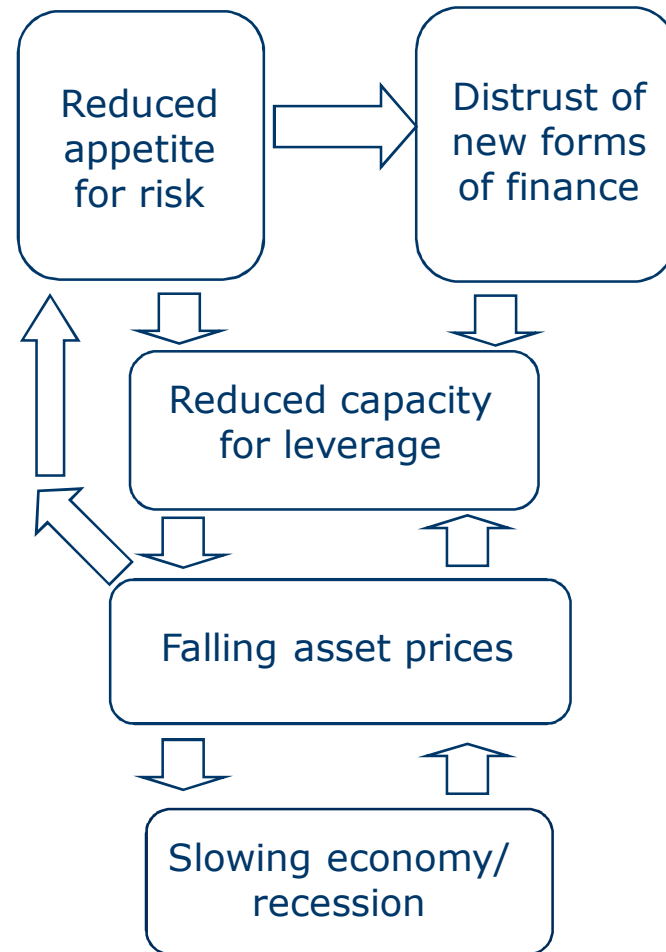 Reduced
appetite
for risk
Distrust of
new forms
of finance
Reduced capacity
for leverage
Falling asset prices
Slowing economy/
recession